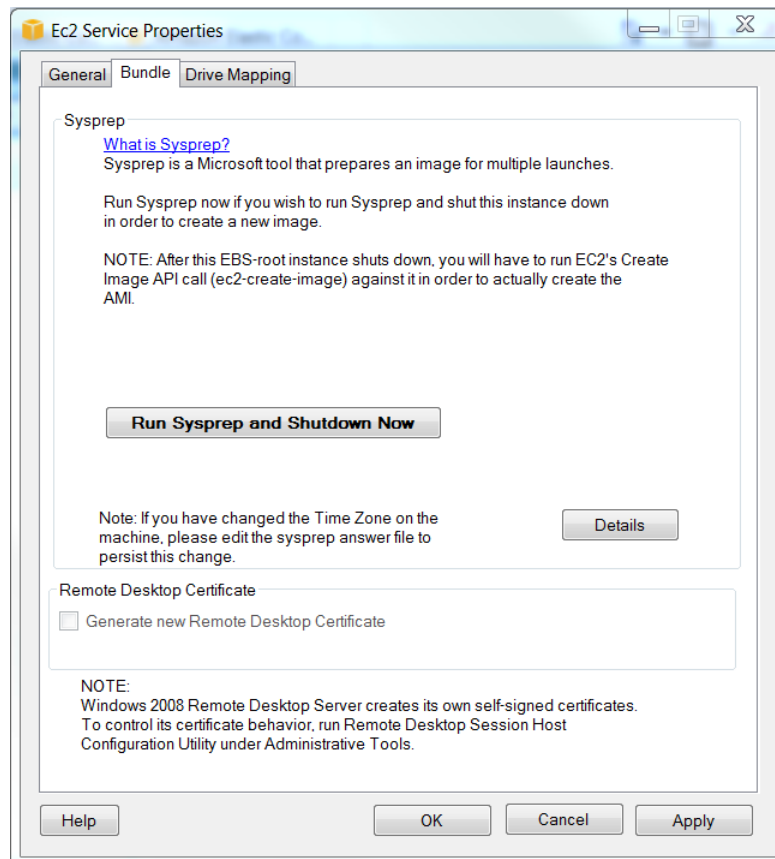 Ec2 Service Properties
General Bundle Drive Mapping
Sysprep
What is Sysprep?
Sysprep is a Microsoft tool that prepares an image for multiple launches.
Run Sysprep now if you wish to run Sysprep and shut this instance down
in order to create a new image.
NOTE: After this EBS-root instance shuts down, you will have to run EC2's Create
Image API call (ec2-create-image) against it in order to actually create the
AMI.
Run Sysprep and Shutdown Now
Note: If you have changed the Time Zone on the
machine, please edit the sysprep answer file to
persist this change.
Details
Remote Desktop Certificate
Generate new Remote Desktop Certificate
NOTE:
Windows 2008 Remote Desktop Server creates its own self-signed certificates.
To control its certificate behavior, run Remote Desktop Session Host
Configuration Utility under Administrative Tools.
Help OK Cancel Apply